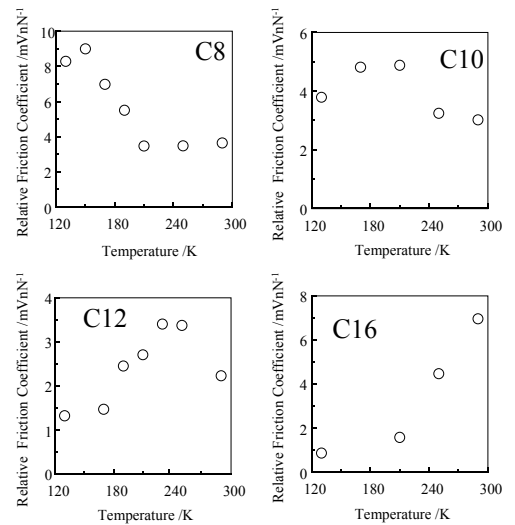 C8
Relative Friction Coefficient /mVnN⁻¹
10
8
6
4
2
0
120 180 240 300
Temperature /K
C10
Relative Friction Coefficient /mVnN⁻¹
6
4
2
0
120 180 240 300
Temperature /K
C12
Relative Friction Coefficient /mVnN⁻¹
4
3
2
1
0
120 180 240 300
Temperature /K
C16
Relative Friction Coefficient /mVnN⁻¹
8
6
4
2
0
120 180 240 300
Temperature /K